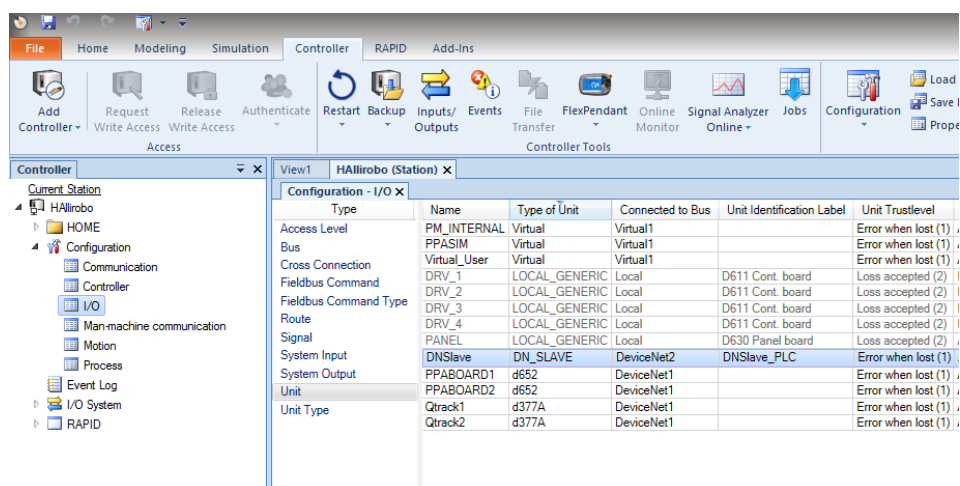 File Home Modeling Simulation Controller RAPID Add-Ins
Add Controller Request Write Access Release Write Access Authenticate Restart Backup Inputs/ Outputs Events File Transfer FlexPendant Online Monitor Signal Analyzer Online Jobs Configuration Load
Save
Prope
Access Controller Tools
Controller View1 HAllirobo (Station)
Current Station Configuration - I/O
HAllirobo Type Name Type of Unit Connected to Bus Unit Identification Label Unit Trustlevel
HOME Access Level PM_INTERNAL Virtual Virtual1 Error when lost (1)
Configuration Bus PPASIM Virtual Virtual1 Error when lost (1)
Communication Cross Connection Virtual_User Virtual Virtual1 Error when lost (1)
Controller Fieldbus Command DRV_1 LOCAL_GENERIC Local D611 Cont. board Loss accepted (2)
I/O Fieldbus Command Type DRV_2 LOCAL_GENERIC Local D611 Cont. board Loss accepted (2)
Man-machine communication Route DRV_3 LOCAL_GENERIC Local D611 Cont. board Loss accepted (2)
Motion Signal DRV_4 LOCAL_GENERIC Local D611 Cont. board Loss accepted (2)
Process System Input PANEL LOCAL_GENERIC Local D630 Panel board Loss accepted (2)
Event Log System Output DNSlave DN_SLAVE DeviceNet2 DNSlave_PLC Error when lost (1)
I/O System Unit PPABOARD1 d652 DeviceNet1 Error when lost (1)
RAPID Unit Type PPABOARD2 d652 DeviceNet1 Error when lost (1)
Qtrack1 d377A DeviceNet1 Error when lost (1)
Qtrack2 d377A DeviceNet1 Error when lost (1)